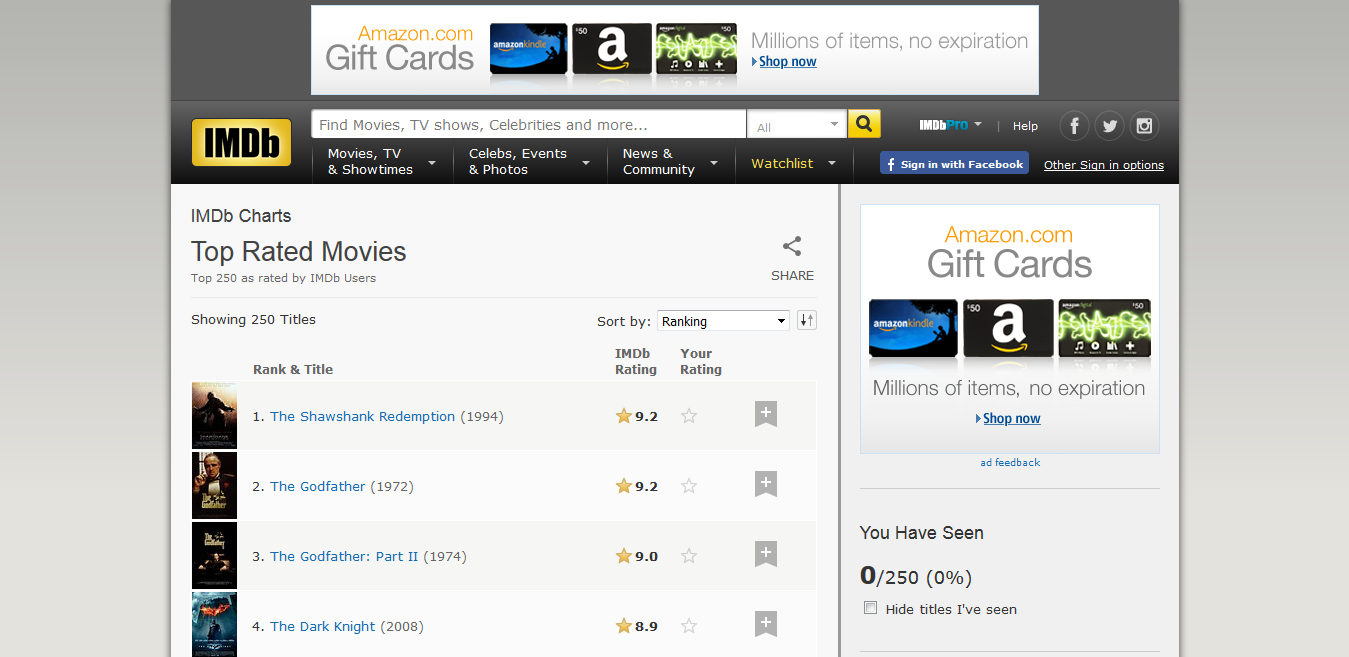 Amazon.com
Gift Cards
amazonkindle
$50
a
$50
Millions of items, no expiration
Shop now
IMDb
Find Movies, TV shows, Celebrities and more...
All
IMDbPro
|
Help
Movies, TV
& Showtimes
Celebs, Events
& Photos
News &
Community
Watchlist
Sign in with Facebook
Other Sign in options
IMDb Charts
Top Rated Movies
Top 250 as rated by IMDb Users
SHARE
Showing 250 Titles
Sort by: Ranking
Rank & Title
IMDb
Rating
Your
Rating
1. The Shawshank Redemption (1994) 9.2
2. The Godfather (1972) 9.2
3. The Godfather: Part II (1974) 9.0
4. The Dark Knight (2008) 8.9
The
Godfather
Amazon.com
Gift Cards
amazonkindle
$50
a
amazondigital
$50
Millions of items, no expiration
Shop now
ad feedback
You Have Seen
0/250 (0%)
Hide titles I've seen